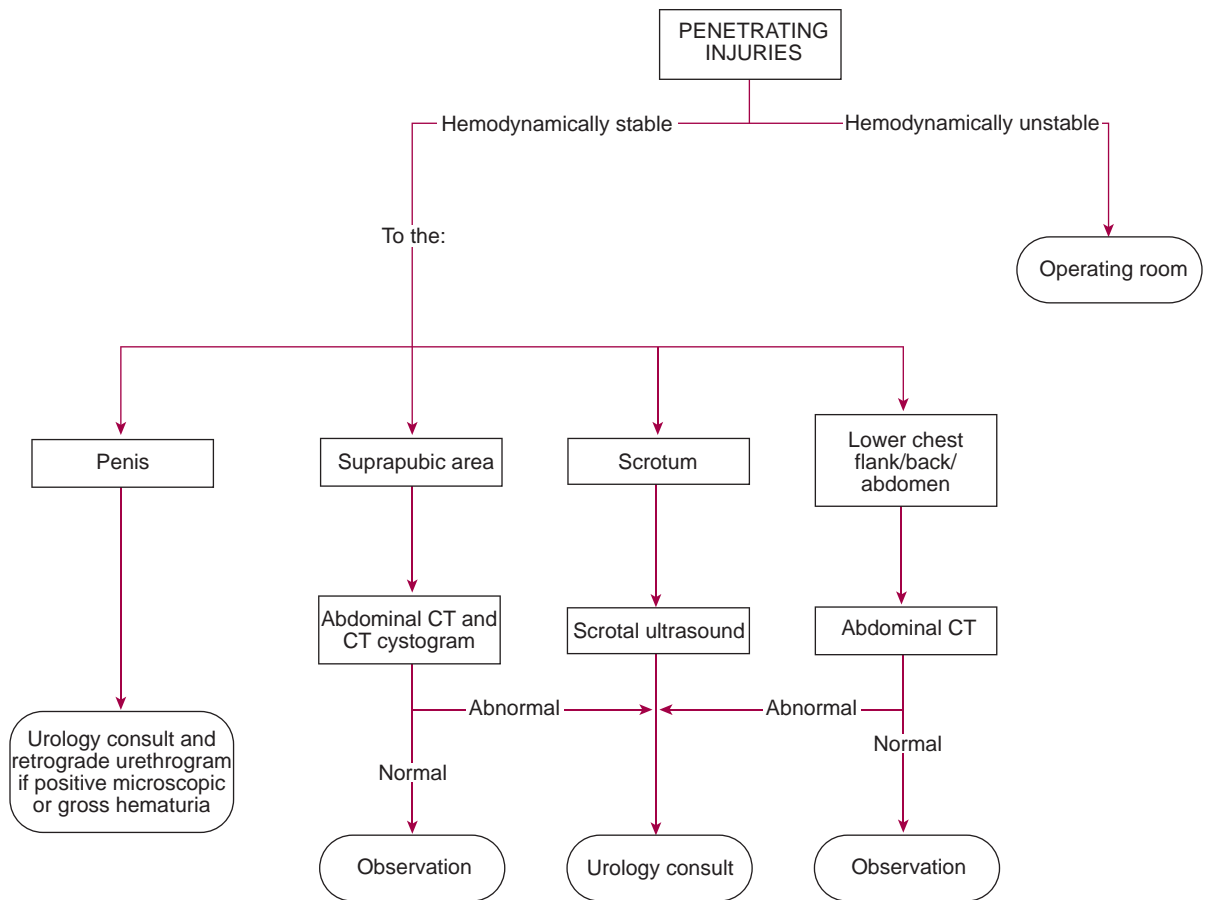 PENETRATING
INJURIES
Hemodynamically stable
Hemodynamically unstable
To the:
Operating room
Penis
Suprapubic area
Scrotum
Lower chest
flank/back/
abdomen
Abdominal CT and
CT cystogram
Scrotal ultrasound
Abdominal CT
Abnormal
Abnormal
Urology consult and
retrograde urethrogram
if positive microscopic
or gross hematuria
Normal
Normal
Observation
Urology consult
Observation